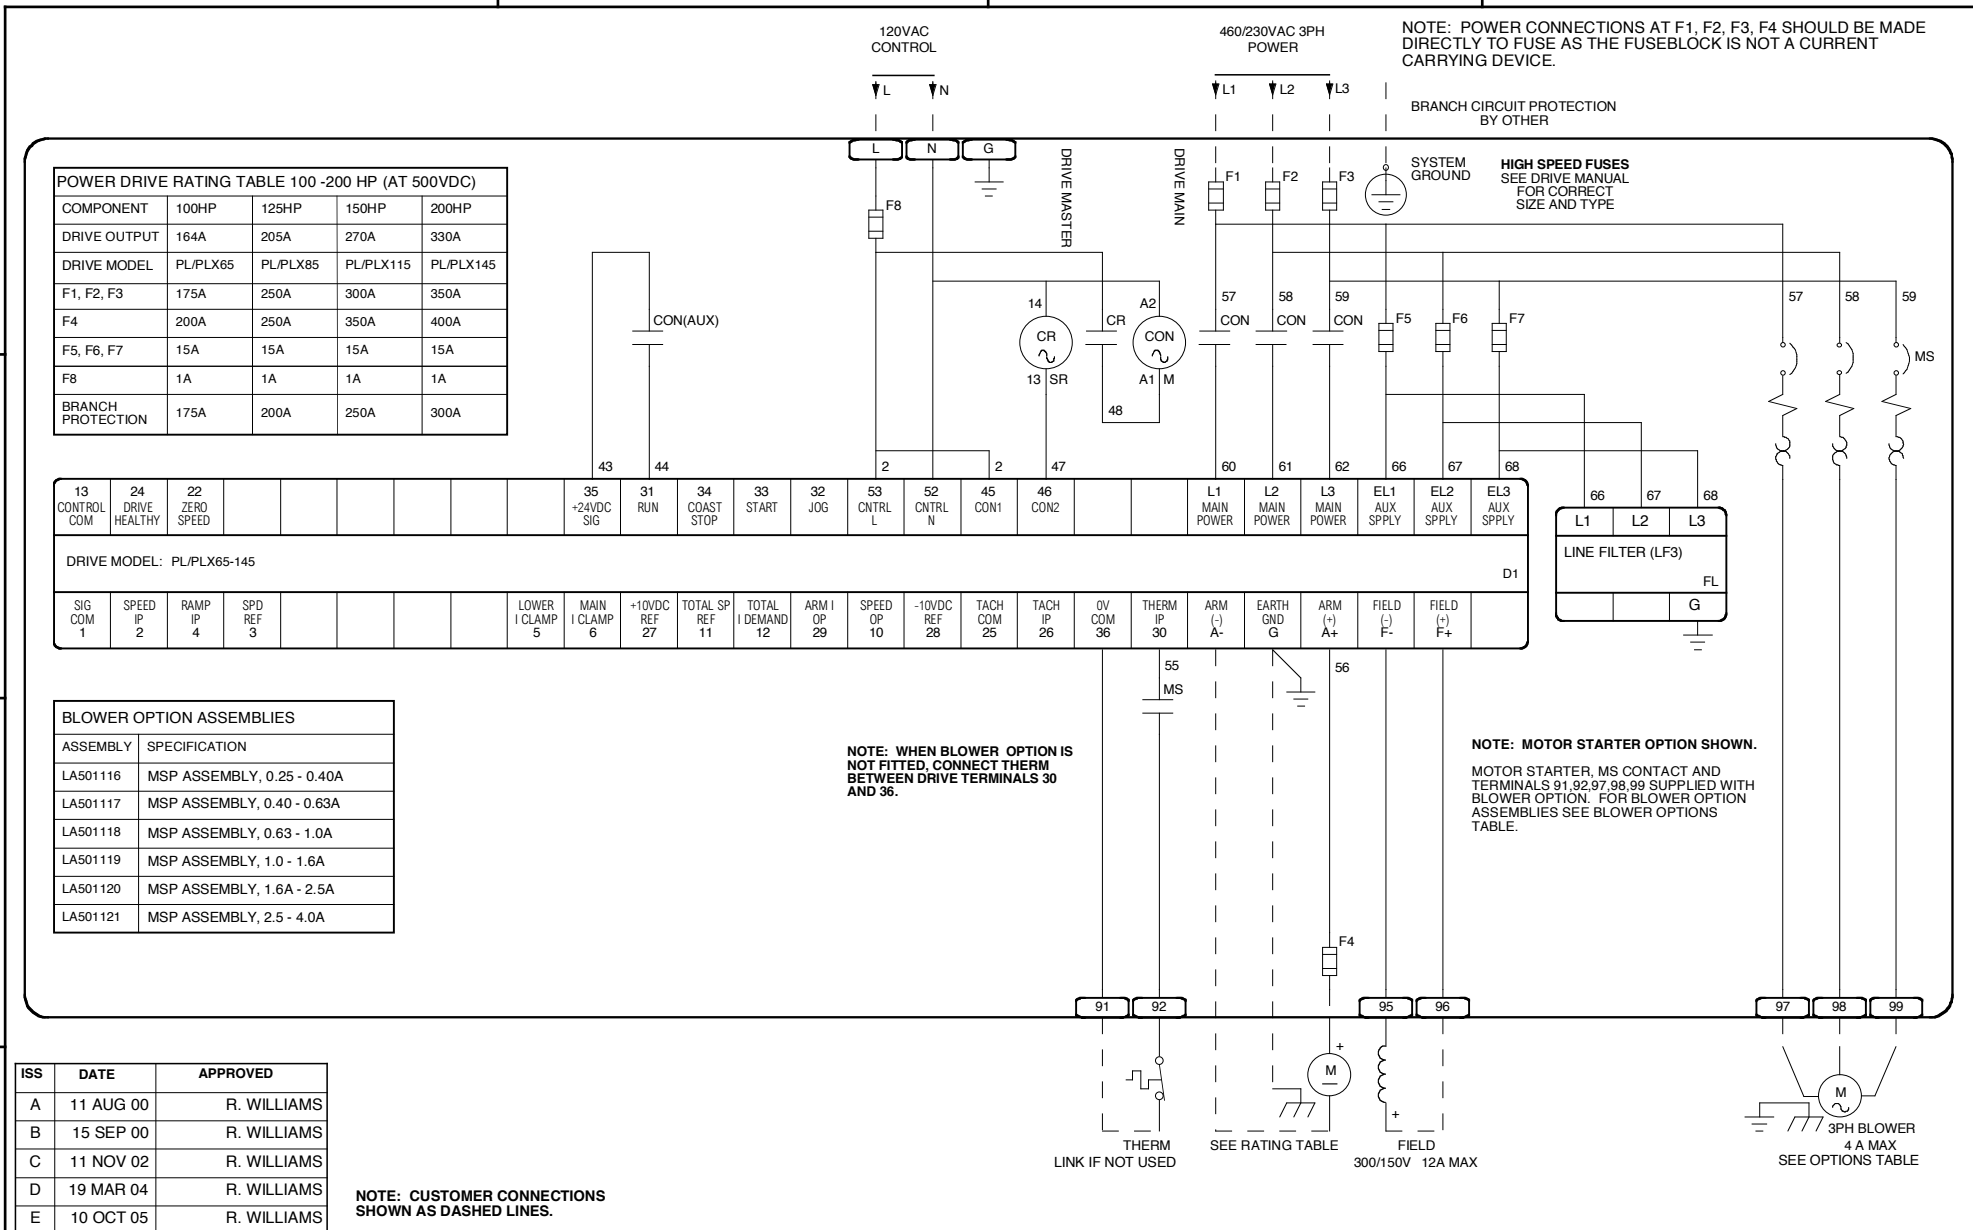 120VAC
CONTROL
L
N
460/230VAC 3PH
POWER
L1
L2
L3
NOTE: POWER CONNECTIONS AT F1, F2, F3, F4 SHOULD BE MADE
DIRECTLY TO FUSE AS THE FUSEBLOCK IS NOT A CURRENT
CARRYING DEVICE.
BRANCH CIRCUIT PROTECTION
BY OTHER
L
N
G
DRIVE MASTER
DRIVE MAIN
F1
F2
F3
SYSTEM
GROUND
HIGH SPEED FUSES
SEE DRIVE MANUAL
FOR CORRECT
SIZE AND TYPE
POWER DRIVE RATING TABLE 100 -200 HP (AT 500VDC)
COMPONENT 100HP 125HP 150HP 200HP
DRIVE OUTPUT 164A 205A 270A 330A
DRIVE MODEL PL/PLX65 PL/PLX85 PL/PLX115 PL/PLX145
F1, F2, F3 175A 250A 300A 350A
F4 200A 250A 350A 400A
F5, F6, F7 15A 15A 15A 15A
F8 1A 1A 1A 1A
BRANCH
PROTECTION 175A 200A 250A 300A
F8
CON(AUX)
14
CR
13 SR
CR
A2
CON
A1 M
48
57
58
59
CON
CON
CON
F5
F6
F7
57
58
59
MS
43
44
2
2
47
60
61
62
66
67
68
13
CONTROL
COM
24
DRIVE
HEALTHY
22
ZERO
SPEED
35
+24VDC
SIG
31
RUN
34
COAST
STOP
33
START
32
JOG
53
CNTRL
L
52
CNTRL
N
45
CON1
46
CON2
L1
MAIN
POWER
L2
MAIN
POWER
L3
MAIN
POWER
EL1
AUX
SPPLY
EL2
AUX
SPPLY
EL3
AUX
SPPLY
DRIVE MODEL: PL/PLX65-145
D1
SIG
COM
1
SPEED
IP
2
RAMP
IP
4
SPD
REF
3
LOWER
I CLAMP
5
MAIN
I CLAMP
6
+10VDC
REF
27
TOTAL SP
REF
11
TOTAL
I DEMAND
12
ARM I
OP
29
SPEED
OP
10
-10VDC
REF
28
TACH
COM
25
TACH
IP
26
0V
COM
36
THERM
IP
30
ARM
(-)
A-
EARTH
GND
G
ARM
(+)
A+
FIELD
(-)
F-
FIELD
(+)
F+
66
67
68
L1
L2
L3
LINE FILTER (LF3)
FL
G
55
MS
56
BLOWER OPTION ASSEMBLIES
ASSEMBLY SPECIFICATION
LA501116 MSP ASSEMBLY, 0.25 - 0.40A
LA501117 MSP ASSEMBLY, 0.40 - 0.63A
LA501118 MSP ASSEMBLY, 0.63 - 1.0A
LA501119 MSP ASSEMBLY, 1.0 - 1.6A
LA501120 MSP ASSEMBLY, 1.6A - 2.5A
LA501121 MSP ASSEMBLY, 2.5 - 4.0A
NOTE: WHEN BLOWER OPTION IS
NOT FITTED, CONNECT THERM
BETWEEN DRIVE TERMINALS 30
AND 36.
NOTE: MOTOR STARTER OPTION SHOWN.
MOTOR STARTER, MS CONTACT AND
TERMINALS 91,92,97,98,99 SUPPLIED WITH
BLOWER OPTION. FOR BLOWER OPTION
ASSEMBLIES SEE BLOWER OPTIONS
TABLE.
F4
91
92
95
96
97
98
99
+
M
+
M
THERM
LINK IF NOT USED
SEE RATING TABLE
FIELD
300/150V 12A MAX
3PH BLOWER
4 A MAX
SEE OPTIONS TABLE
ISS DATE APPROVED
A 11 AUG 00 R. WILLIAMS
B 15 SEP 00 R. WILLIAMS
C 11 NOV 02 R. WILLIAMS
D 19 MAR 04 R. WILLIAMS
E 10 OCT 05 R. WILLIAMS
NOTE: CUSTOMER CONNECTIONS
SHOWN AS DASHED LINES.